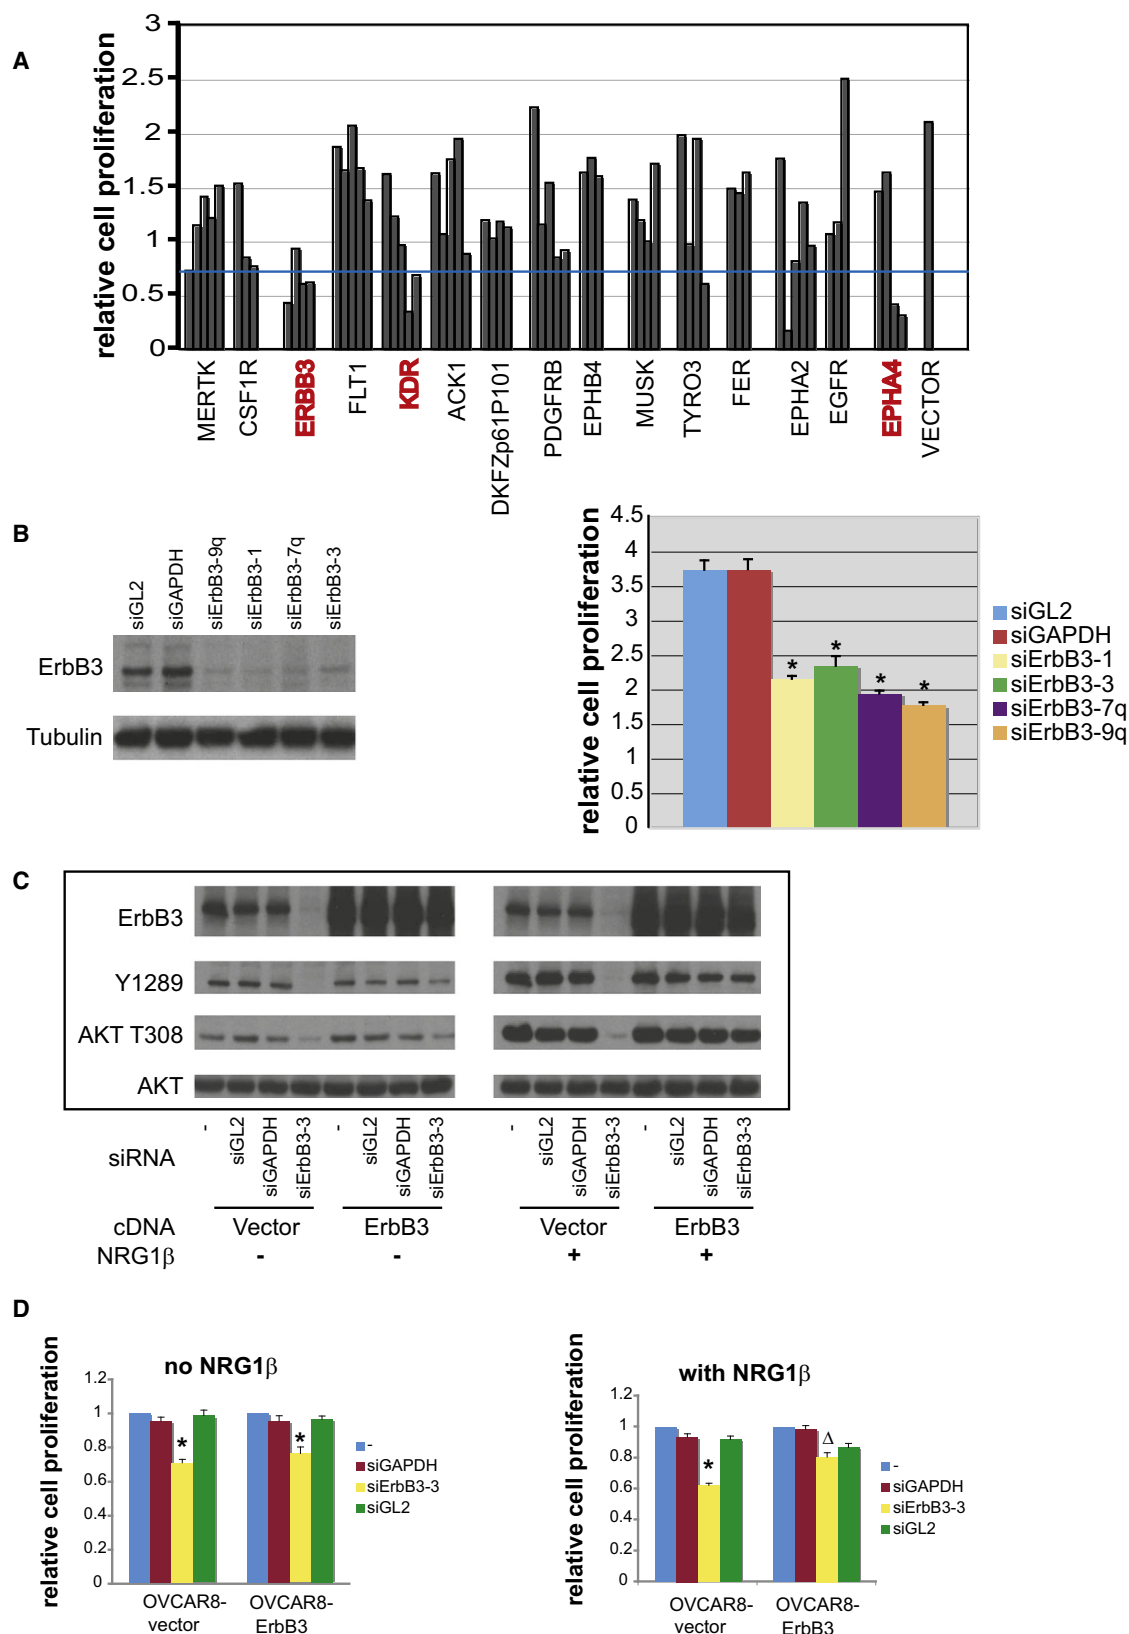 A
relative cell proliferation
3
2.5
2
1.5
1
0.5
0
MERTK
CSF1R
ERBB3
FLT1
KDR
ACK1
DKFZp61P101
PDGFRB
EPHB4
MUSK
TYRO3
FER
EPHA2
EGFR
EPHA4
VECTOR
B
siGL2
siGAPDH
siErbB3-9q
siErbB3-1
siErbB3-7q
siErbB3-3
ErbB3
Tubulin
relative cell proliferation
4.5
4
3.5
3
2.5
2
1.5
1
0.5
0
* * * *
siGL2
siGAPDH
siErbB3-1
siErbB3-3
siErbB3-7q
siErbB3-9q
C
ErbB3
Y1289
AKT T308
AKT
siRNA
- siGL2 siGAPDH siErbB3-3 - siGL2 siGAPDH siErbB3-3 - siGL2 siGAPDH siErbB3-3 - siGL2 siGAPDH siErbB3-3
cDNA Vector ErbB3 Vector ErbB3
NRG1β - - + +
D
no NRG1β
relative cell proliferation
1.2
1
0.8
0.6
0.4
0.2
0
* *
OVCAR8-
vector
OVCAR8-
ErbB3
-
siGAPDH
siErbB3-3
siGL2
with NRG1β
relative cell proliferation
1.2
1
0.8
0.6
0.4
0.2
0
* Δ
OVCAR8-
vector
OVCAR8-
ErbB3
-
siGAPDH
siErbB3-3
siGL2